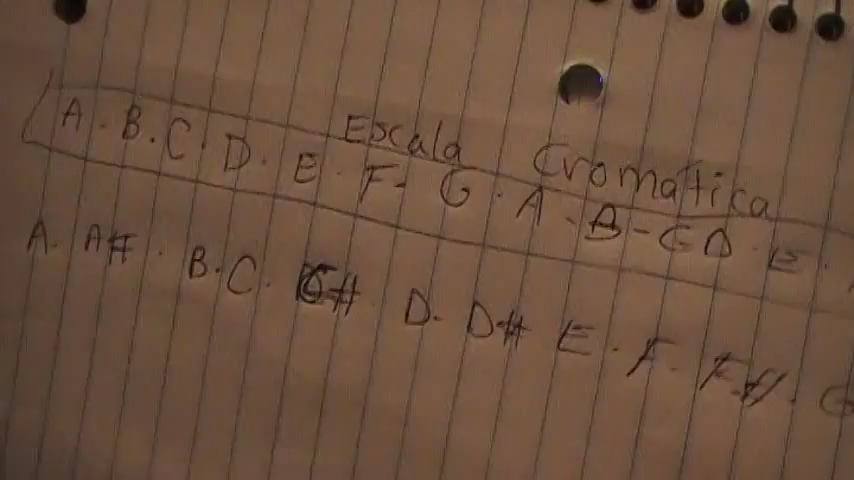 Escala Cromatica
A . B . C . D . E . F - G . A . B - C D . E .
A . A# . B . C . C# D . D# E . F . F# . G